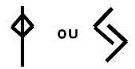 ᛄ ou ᛃ